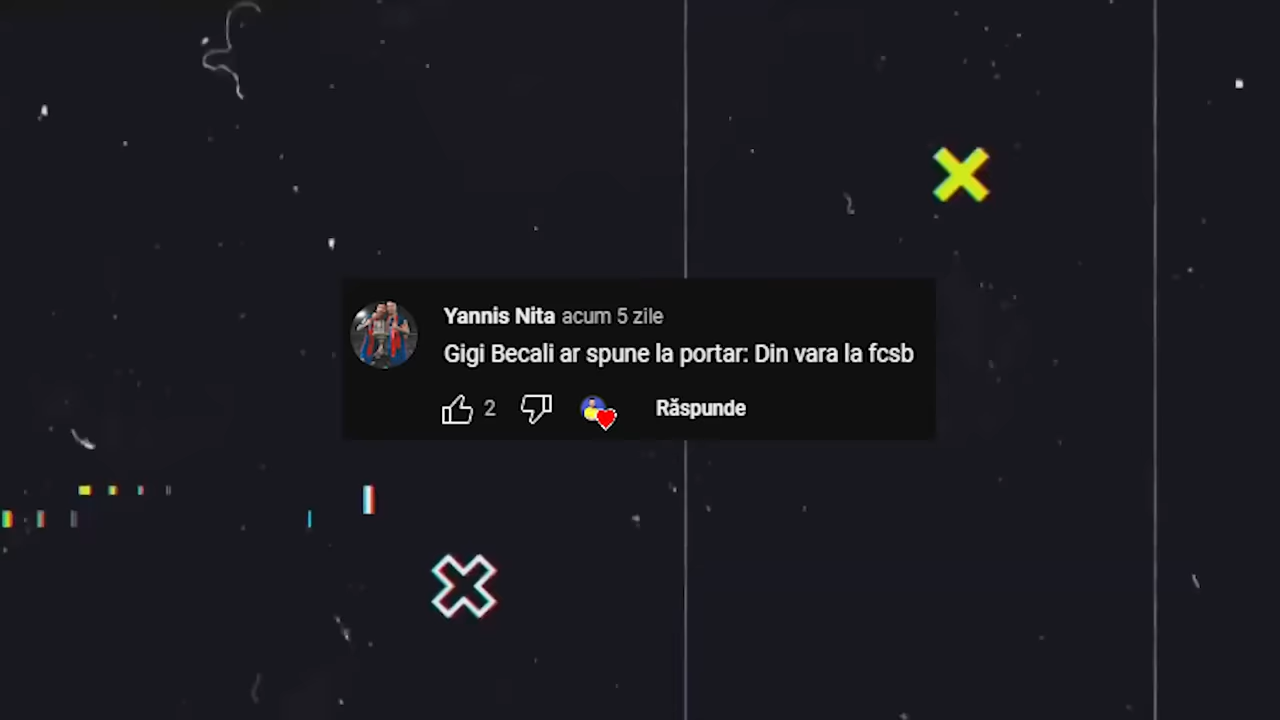 Yannis Nita acum 5 zile
Gigi Becali ar spune la portar: Din vara la fcsb
2
Răspunde